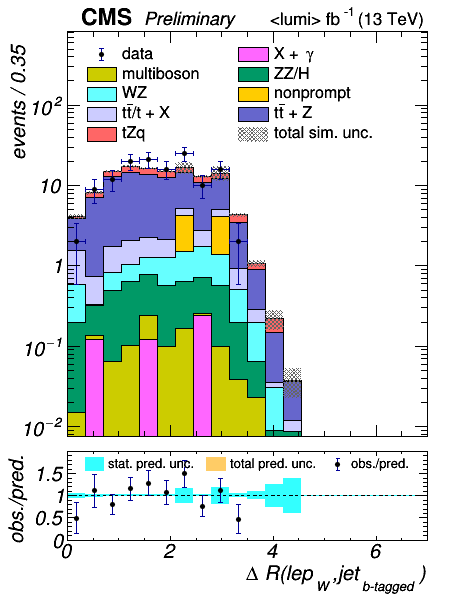 CMS Preliminary <lumi> fb⁻¹ (13 TeV)
events / 0.35
data X + γ
multiboson ZZ/H
WZ nonprompt
tt̄/t + X tt̄ + Z
tZq total sim. unc.
10²
10
1
10⁻¹
10⁻²
obs./pred.
stat. pred. unc. total pred. unc. obs./pred.
1.5
1
0.5
0
0 2 4 6
Δ R(lep_W, jet_b-tagged)